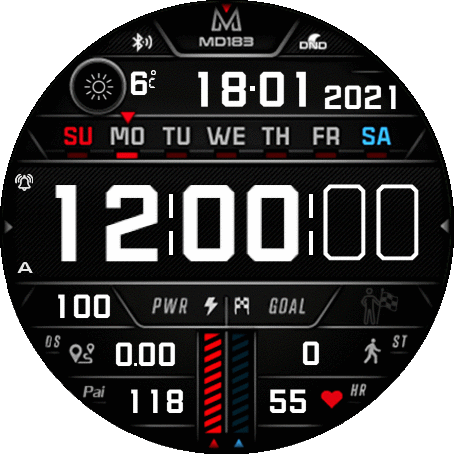 MD183
DND
6°C
18-01 2021
SU MO TU WE TH FR SA
12:00:00
A
100 PWR GOAL
DS 0.00 0 ST
Pai 118 55 HR